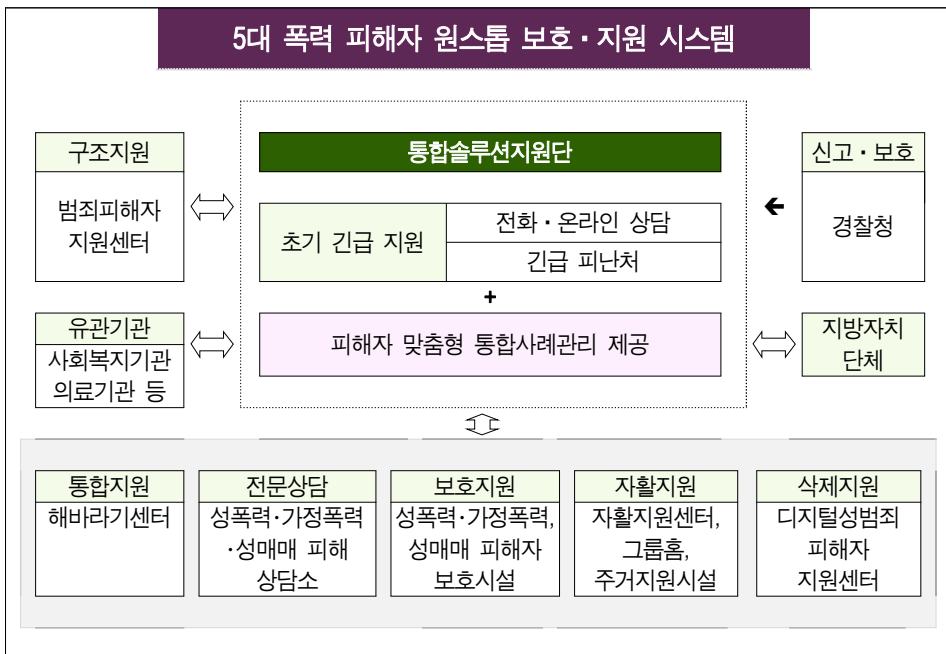 5대 폭력 피해자 원스톱 보호·지원 시스템
구조지원
범죄피해자
지원센터
통합솔루션지원단
초기 긴급 지원
전화·온라인 상담
긴급 피난처
+
피해자 맞춤형 통합사례관리 제공
신고·보호
경찰청
유관기관
사회복지기관
의료기관 등
지방자치
단체
통합지원
해바라기센터
전문상담
성폭력·가정폭력
·성매매 피해
상담소
보호지원
성폭력·가정폭력,
성매매 피해자
보호시설
자활지원
자활지원센터,
그룹홈,
주거지원시설
삭제지원
디지털성범죄
피해자
지원센터